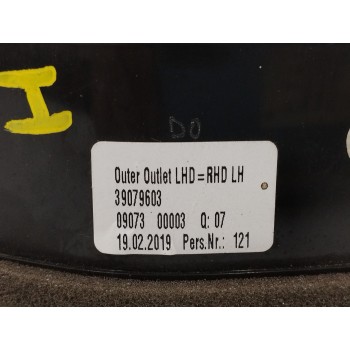 I
DO
Outer Outlet LHD=RHD LH
39079603
09073 00003 Q: 07
19.02.2019 Pers.Nr.: 121